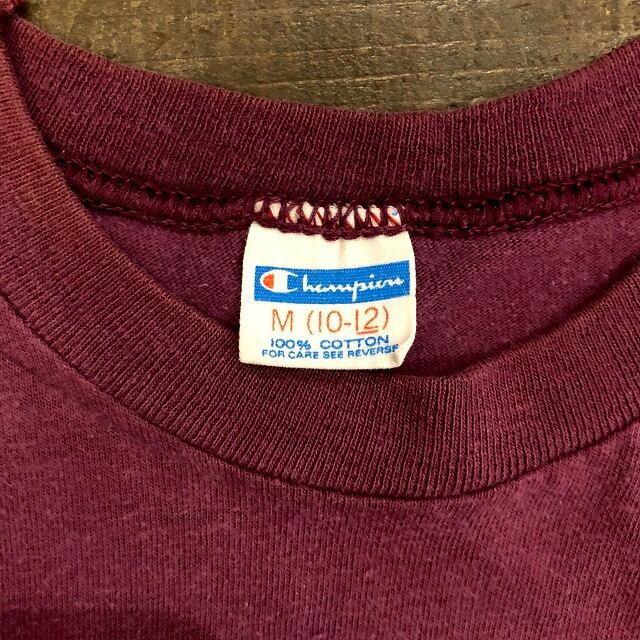 Champion
M (10-12)
100% COTTON
FOR CARE SEE REVERSE